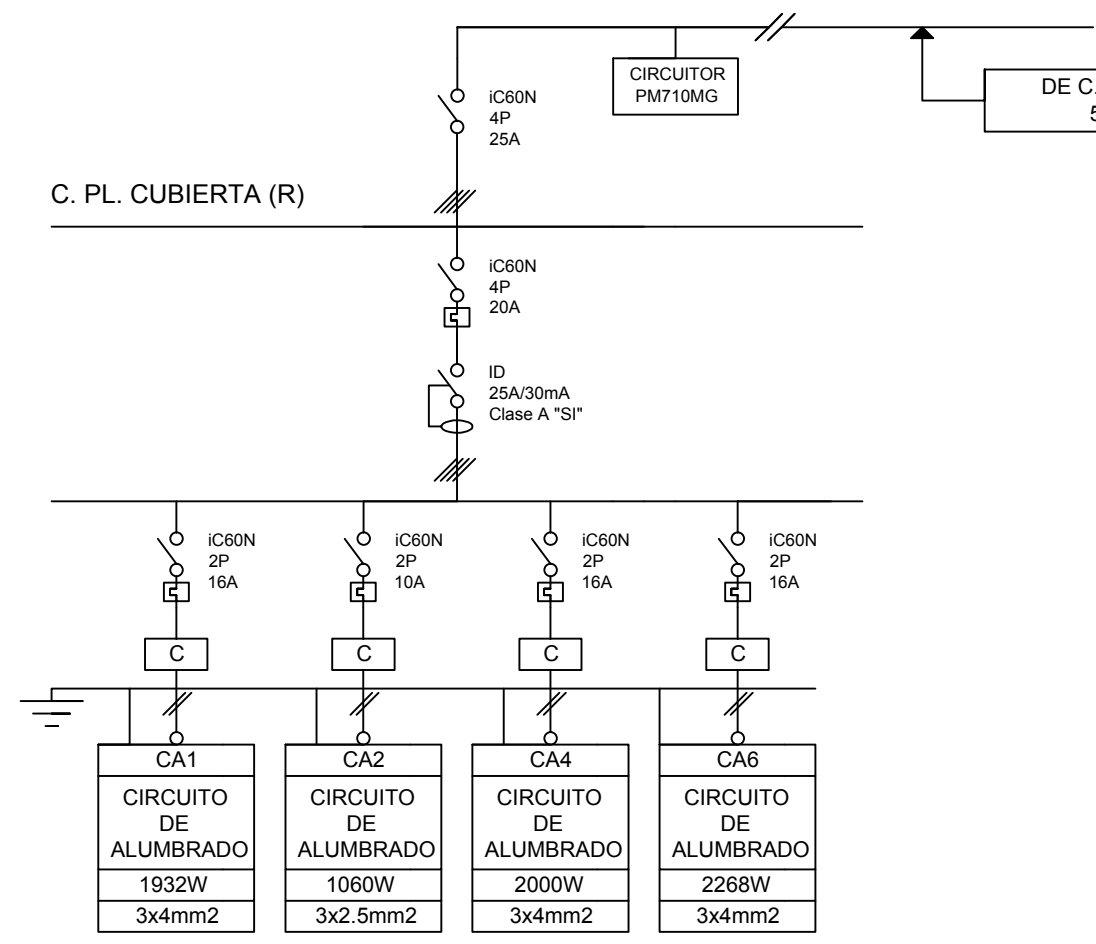 CIRCUITOR
PM710MG
DE C.
5
iC60N
4P
25A
C. PL. CUBIERTA (R)
iC60N
4P
20A
ID
25A/30mA
Clase A "SI"
iC60N
2P
16A
iC60N
2P
10A
iC60N
2P
16A
iC60N
2P
16A
C
C
C
C
CA1
CIRCUITO
DE
ALUMBRADO
1932W
3x4mm2
CA2
CIRCUITO
DE
ALUMBRADO
1060W
3x2.5mm2
CA4
CIRCUITO
DE
ALUMBRADO
2000W
3x4mm2
CA6
CIRCUITO
DE
ALUMBRADO
2268W
3x4mm2